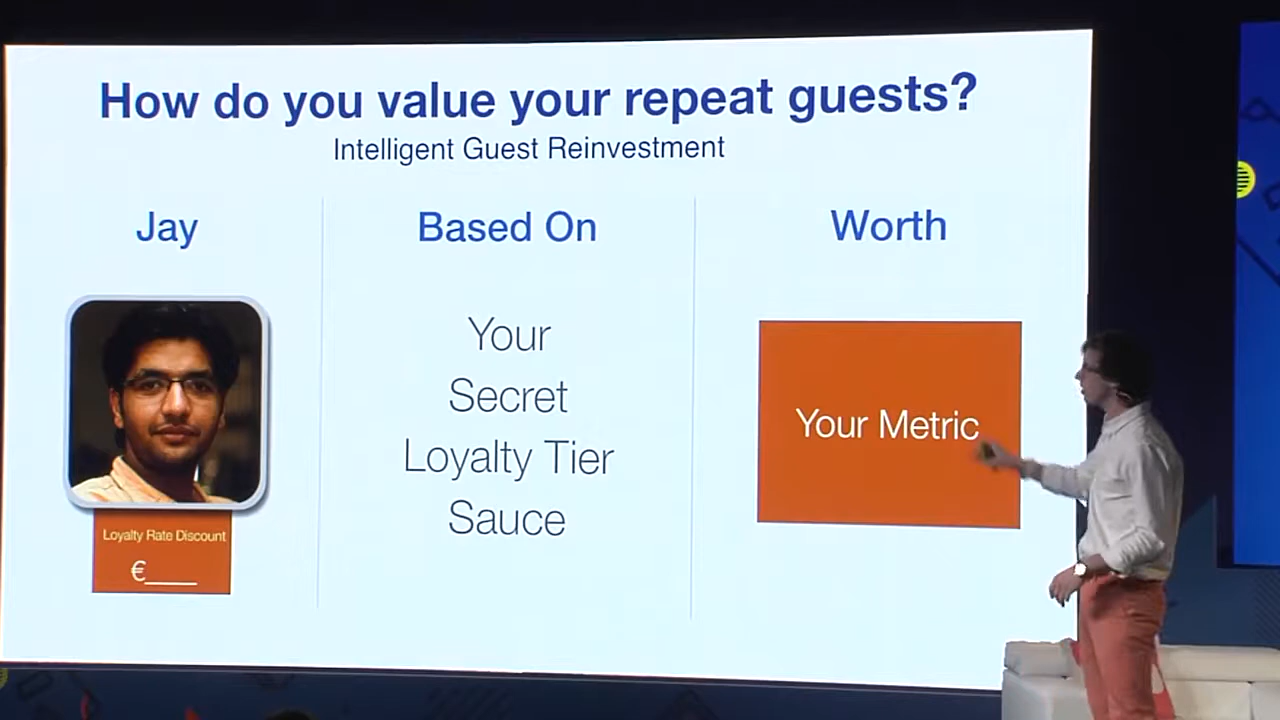 How do you value your repeat guests?
Intelligent Guest Reinvestment
Jay
Based On
Worth
Your
Secret
Loyalty Tier
Sauce
Your Metric
Loyalty Rate Discount
€____